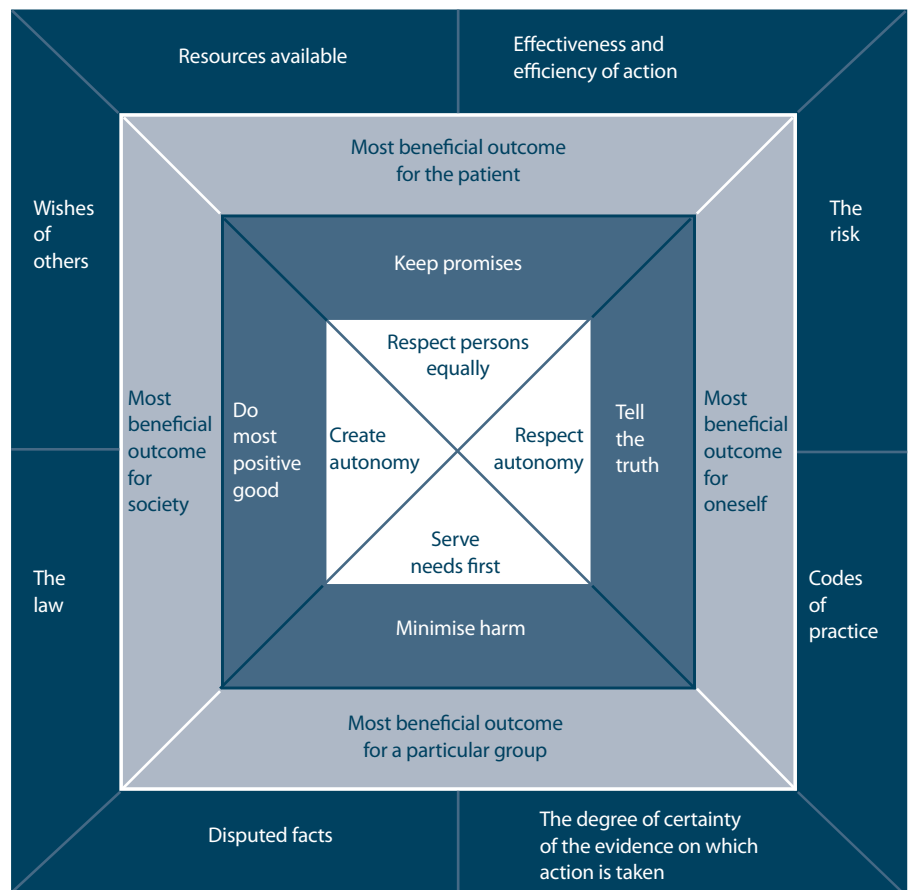 Resources available
Effectiveness and
efficiency of action
Most beneficial outcome
for the patient
Wishes
of
others
The
risk
Keep promises
Respect persons
equally
Most
beneficial
outcome
for
society
Do
most
positive
good
Create
autonomy
Respect
autonomy
Tell
the
truth
Most
beneficial
outcome
for
oneself
Serve
needs first
The
law
Codes
of
practice
Minimise harm
Most beneficial outcome
for a particular group
Disputed facts
The degree of certainty
of the evidence on which
action is taken